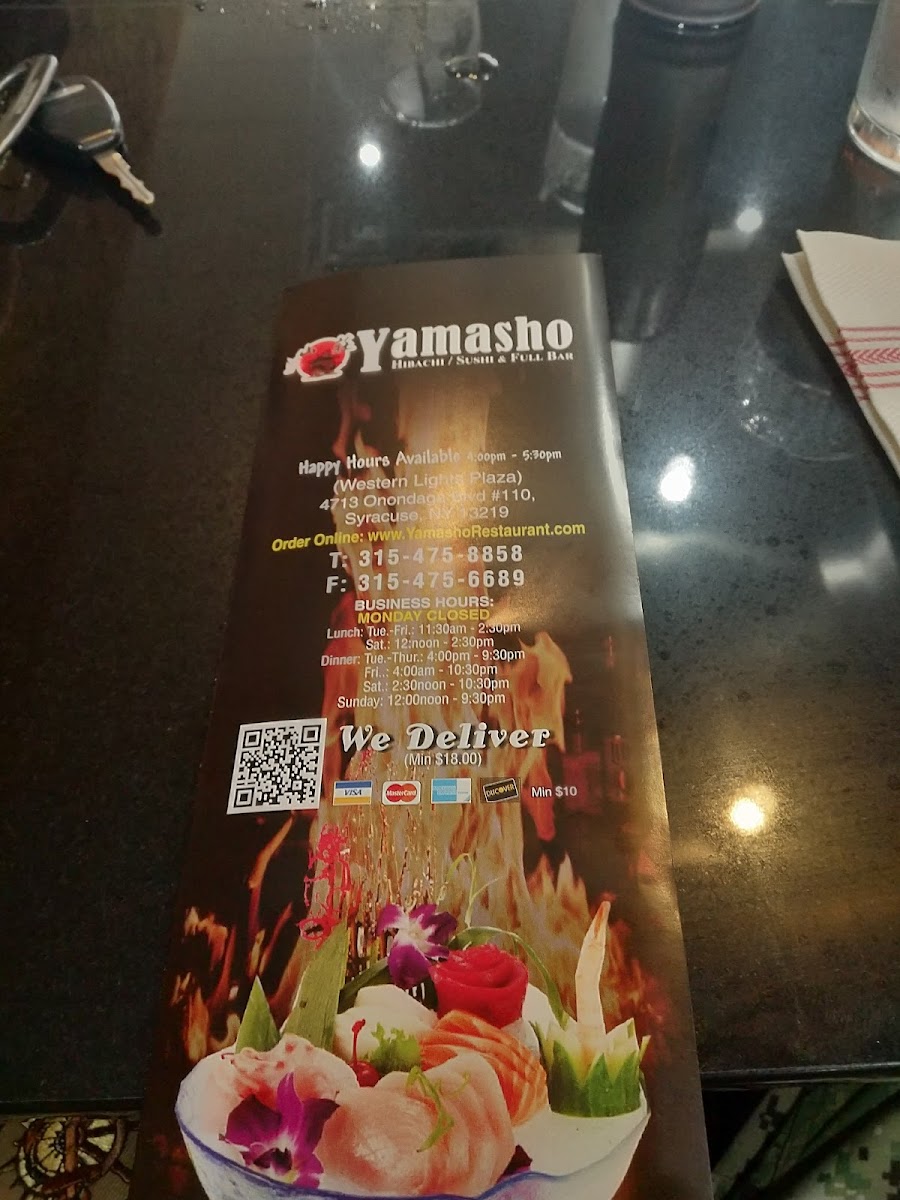 Yamasho
HIBACHI / SUSHI & FULL BAR
Happy Hours Available 4:00pm - 5:30pm
(Western Lights Plaza)
4713 Onondaga Blvd #110,
Syracuse, NY 13219
Order Online: www.YamashoRestaurant.com
T: 315-475-8858
F: 315-475-6689
BUSINESS HOURS:
MONDAY CLOSED
Lunch: Tue.-Fri.: 11:30am - 2:30pm
Sat.: 12:noon - 2:30pm
Dinner: Tue.-Thur.: 4:00pm - 9:30pm
Fri..: 4:00am - 10:30pm
Sat.: 2:30noon - 10:30pm
Sunday: 12:00noon - 9:30pm
We Deliver
(Min $18.00)
VISA MasterCard DISCOVER Min $10